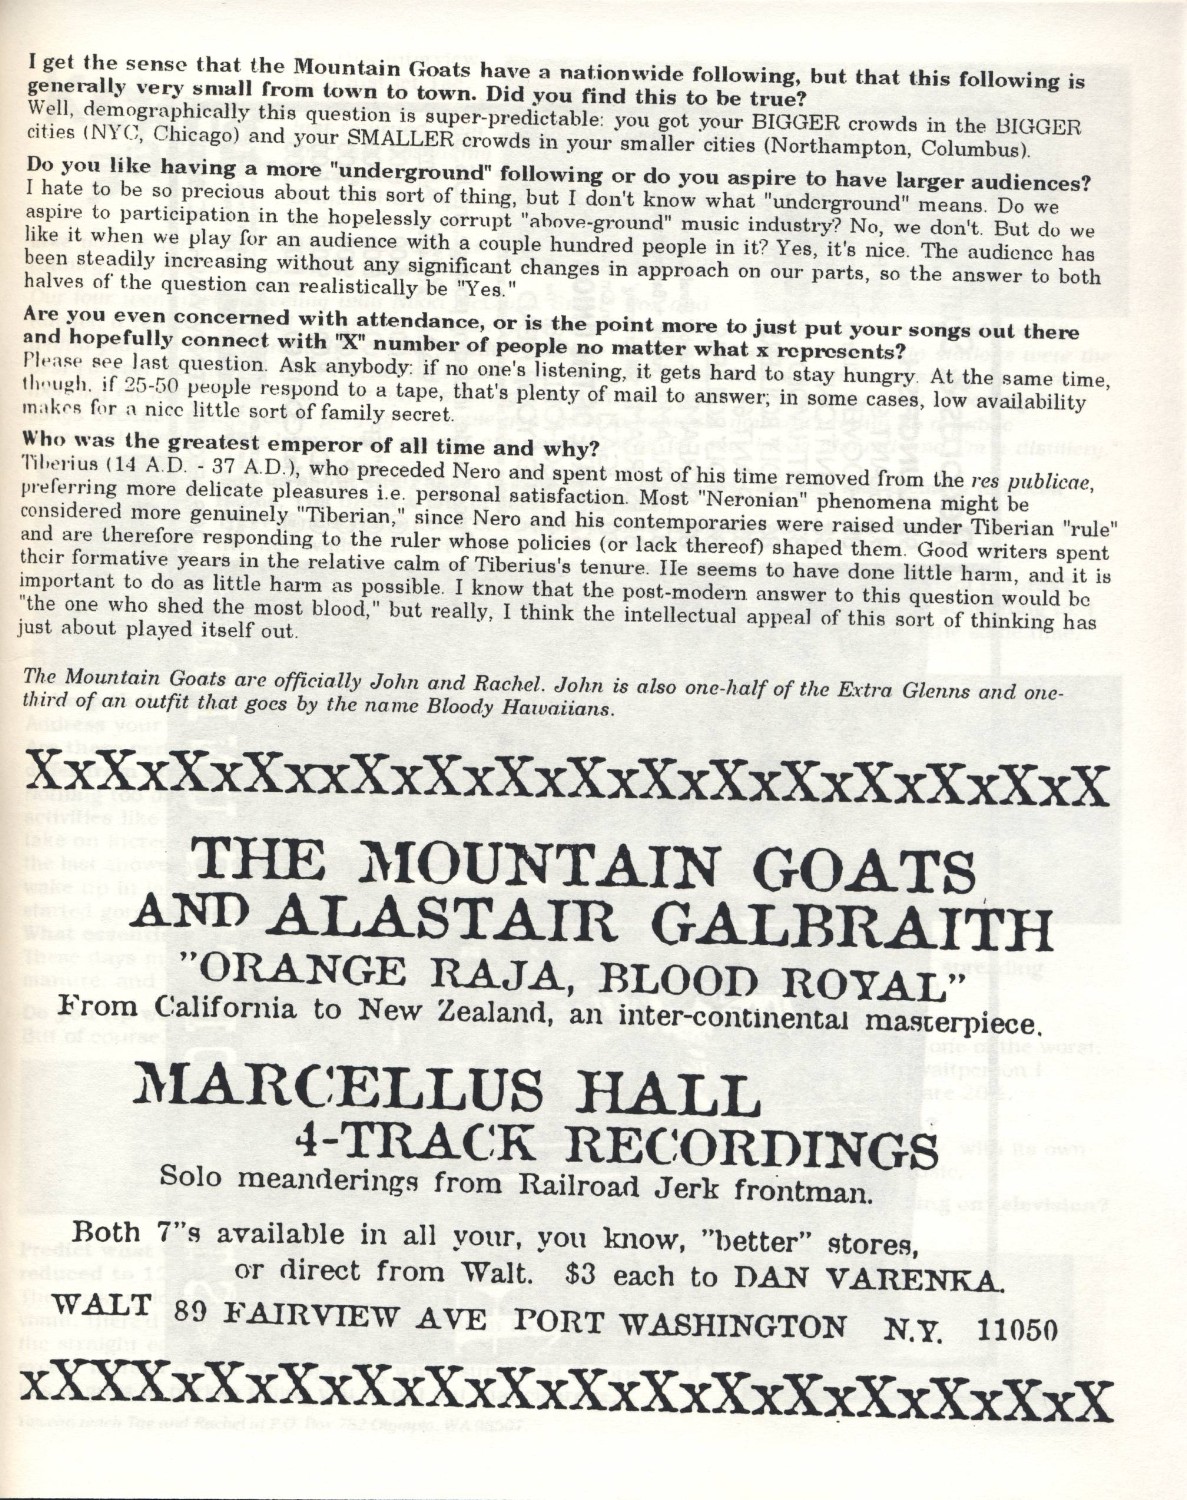 I get the sense that the Mountain Goats have a nationwide following, but that this following is
generally very small from town to town. Did you find this to be true?
Well, demographically this question is super-predictable: you got your BIGGER crowds in the BIGGER
cities (NYC, Chicago) and your SMALLER crowds in your smaller cities (Northampton, Columbus).
Do you like having a more "underground" following or do you aspire to have larger audiences?
I hate to be so precious about this sort of thing, but I don't know what "underground" means. Do we
aspire to participation in the hopelessly corrupt "above-ground" music industry? No, we don't. But do we
like it when we play for an audience with a couple hundred people in it? Yes, it's nice. The audience has
been steadily increasing without any significant changes in approach on our parts, so the answer to both
halves of the question can realistically be "Yes."
Are you even concerned with attendance, or is the point more to just put your songs out there
and hopefully connect with "X" number of people no matter what x represents?
Please see last question. Ask anybody: if no one's listening, it gets hard to stay hungry. At the same time,
though, if 25-50 people respond to a tape, that's plenty of mail to answer; in some cases, low availability
makes for a nice little sort of family secret.
Who was the greatest emperor of all time and why?
Tiberius (14 A.D. - 37 A.D.), who preceded Nero and spent most of his time removed from the res publicae,
preferring more delicate pleasures i.e. personal satisfaction. Most "Neronian" phenomena might be
considered more genuinely "Tiberian," since Nero and his contemporaries were raised under Tiberian "rule"
and are therefore responding to the ruler whose policies (or lack thereof) shaped them. Good writers spent
their formative years in the relative calm of Tiberius's tenure. He seems to have done little harm, and it is
important to do as little harm as possible. I know that the post-modern answer to this question would be
"the one who shed the most blood," but really, I think the intellectual appeal of this sort of thinking has
just about played itself out.
The Mountain Goats are officially John and Rachel. John is also one-half of the Extra Glenns and one-
third of an outfit that goes by the name Bloody Hawaiians.
XxXxXxXxxXxXxXxXxXxXxXxXxXxXxX
THE MOUNTAIN GOATS
AND ALASTAIR GALBRAITH
"ORANGE RAJA, BLOOD ROYAL"
From California to New Zealand, an inter-continental masterpiece.
MARCELLUS HALL
4-TRACK RECORDINGS
Solo meanderings from Railroad Jerk frontman.
Both 7"s available in all your, you know, "better" stores,
or direct from Walt. $3 each to DAN VARENKA.
WALT 89 FAIRVIEW AVE PORT WASHINGTON N.Y. 11050
xXXXxXxXxXxXxXxXxXxXxXxXxXxXxX